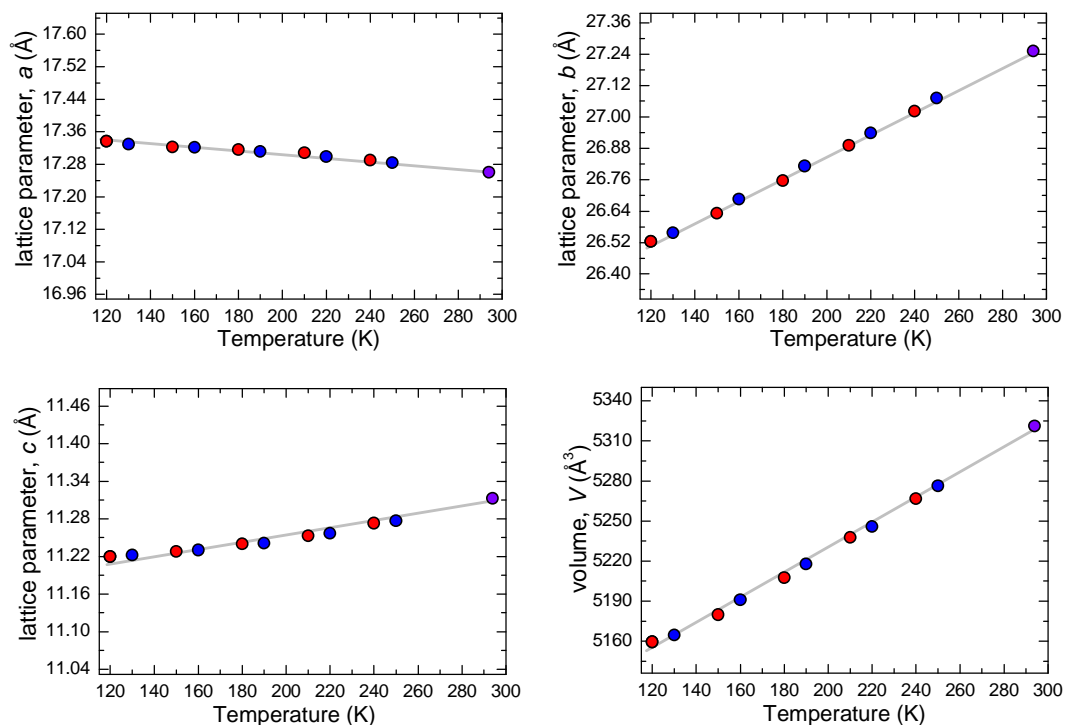 17.60
17.52
17.44
17.36
17.28
17.20
17.12
17.04
16.96
lattice parameter, a (Å)
120 140 160 180 200 220 240 260 280 300
Temperature (K)
27.36
27.24
27.12
27.00
26.88
26.76
26.64
26.52
26.40
lattice parameter, b (Å)
120 140 160 180 200 220 240 260 280 300
Temperature (K)
11.46
11.40
11.34
11.28
11.22
11.16
11.10
11.04
lattice parameter, c (Å)
120 140 160 180 200 220 240 260 280 300
Temperature (K)
5340
5310
5280
5250
5220
5190
5160
volume, V (Å³)
120 140 160 180 200 220 240 260 280 300
Temperature (K)